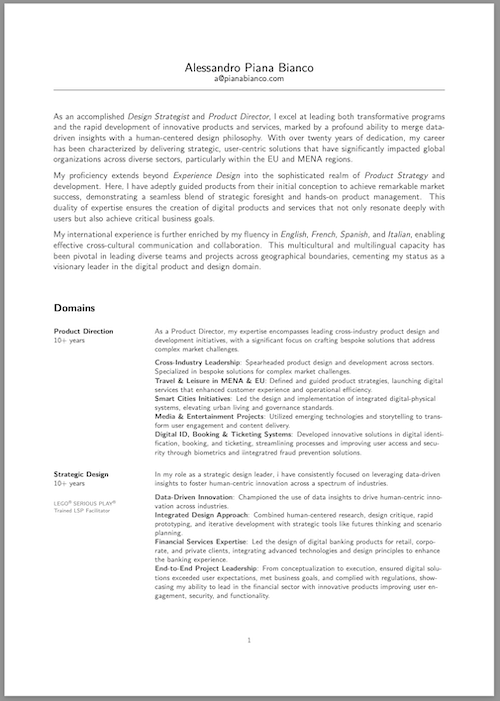 Alessandro Piana Bianco
a@pianabianco.com
As an accomplished Design Strategist and Product Director, I excel at leading both transformative programs
and the rapid development of innovative products and services, marked by a profound ability to merge data-
driven insights with a human-centered design philosophy. With over twenty years of dedication, my career
has been characterized by delivering strategic, user-centric solutions that have significantly impacted global
organizations across diverse sectors, particularly within the EU and MENA regions.
My proficiency extends beyond Experience Design into the sophisticated realm of Product Strategy and
development. Here, I have adeptly guided products from their initial conception to achieve remarkable market
success, demonstrating a seamless blend of strategic foresight and hands-on product management. This
duality of expertise ensures the creation of digital products and services that not only resonate deeply with
users but also achieve critical business goals.
My international experience is further enriched by my fluency in English, French, Spanish, and Italian, enabling
effective cross-cultural communication and collaboration. This multicultural and multilingual capacity has
been pivotal in leading diverse teams and projects across geographical boundaries, cementing my status as a
visionary leader in the digital product and design domain.
Domains
Product Direction
10+ years
As a Product Director, my expertise encompasses leading cross-industry product design and
development initiatives, with a significant focus on crafting bespoke solutions that address
complex market challenges.
Cross-Industry Leadership: Spearheaded product design and development across sectors.
Specialized in bespoke solutions for complex market challenges.
Travel & Leisure in MENA & EU: Defined and guided product strategies, launching digital
services that enhanced customer experience and operational efficiency.
Smart Cities Initiatives: Led the design and implementation of integrated digital-physical
systems, elevating urban living and governance standards.
Media & Entertainment Projects: Utilized emerging technologies and storytelling to trans-
form user engagement and content delivery.
Digital ID, Booking & Ticketing Systems: Developed innovative solutions in digital identi-
fication, booking, and ticketing, streamlining processes and improving user access and secu-
rity through biometrics and integrated fraud prevention solutions.
Strategic Design
10+ years
LEGO® SERIOUS PLAY®
Trained LSP Facilitator
In my role as a strategic design leader, i have consistently focused on leveraging data-driven
insights to foster human-centric innovation across a spectrum of industries.
Data-Driven Innovation: Championed the use of data insights to drive human-centric inno-
vation across industries.
Integrated Design Approach: Combined human-centered research, design critique, rapid
prototyping, and iterative development with strategic tools like futures thinking and scenario
planning.
Financial Services Expertise: Led the design of digital banking products for retail, corpo-
rate, and private clients, integrating advanced technologies and design principles to enhance
the banking experience.
End-to-End Project Leadership: From conceptualization to execution, ensured digital solu-
tions exceeded user expectations, met business goals, and complied with regulations, show-
casing my ability to lead in the financial sector with innovative products improving user en-
gagement, security, and functionality.
1